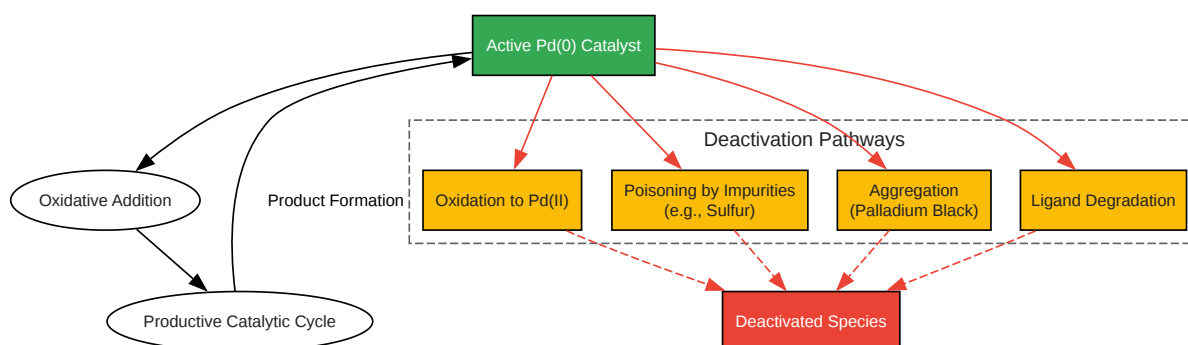 Active Pd(0) Catalyst
Deactivation Pathways
Oxidative Addition
Product Formation
Oxidation to Pd(II)
Poisoning by Impurities
(e.g., Sulfur)
Aggregation
(Palladium Black)
Ligand Degradation
Productive Catalytic Cycle
Deactivated Species